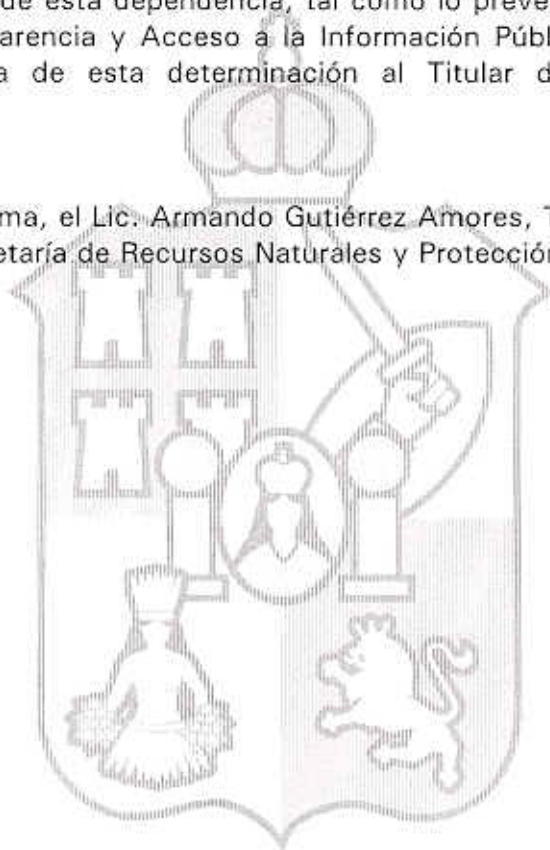 de esta dependencia, tal como lo preve
arencia y Acceso a la Información Públ
a de esta determinación al Titular d
ma, el Lic. Armando Gutiérrez Amores, T
etaría de Recursos Naturales y Protección